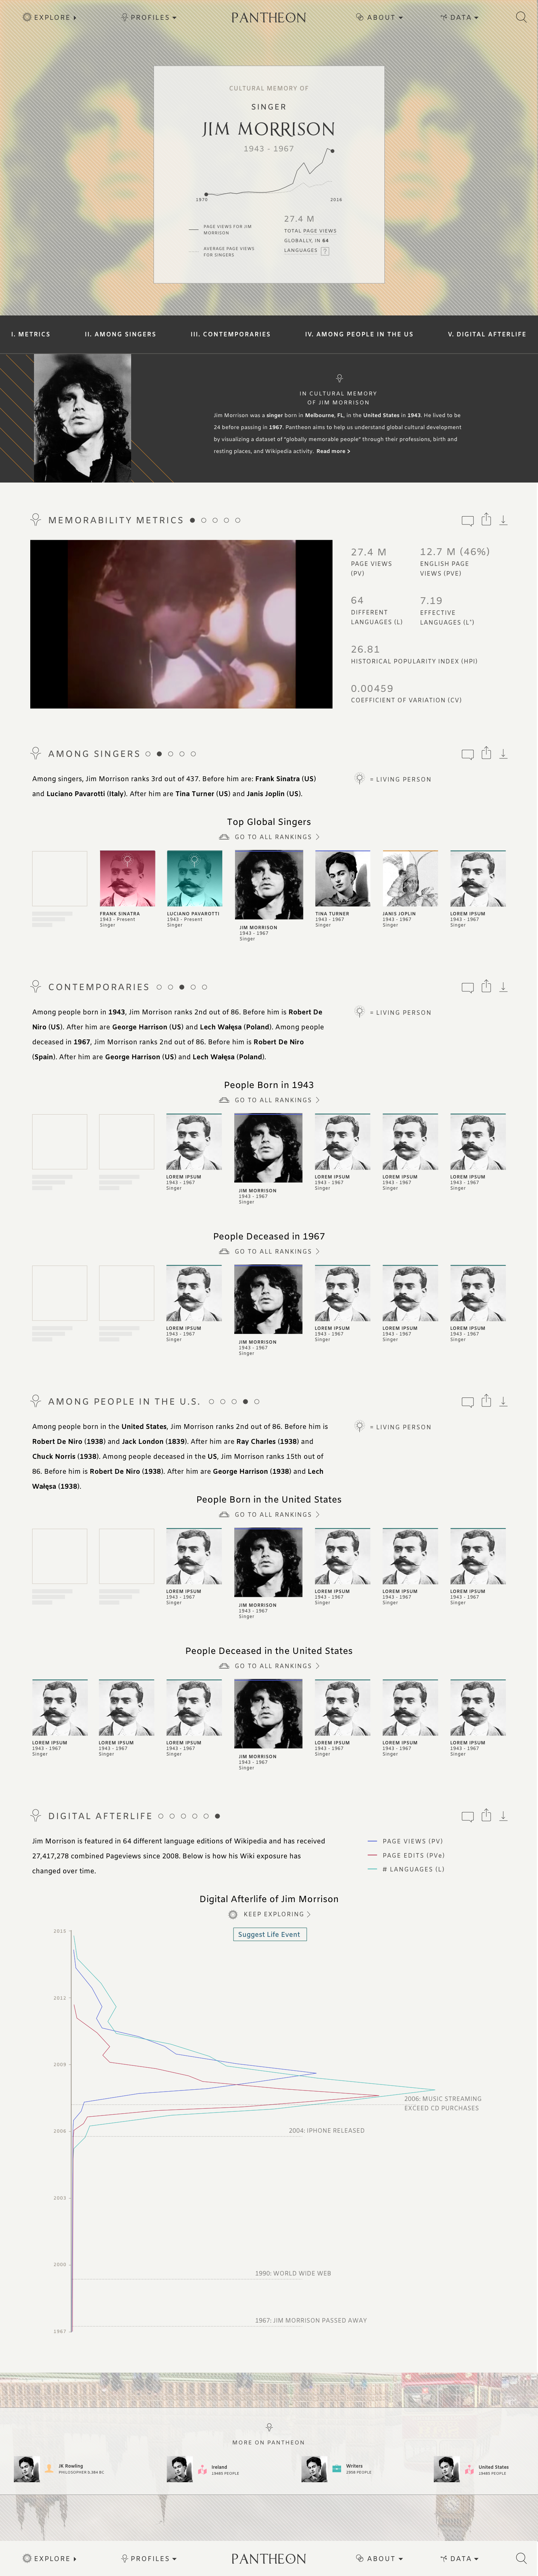 EXPLORE
PROFILES
PANTHEON
ABOUT
DATA
CULTURAL MEMORY OF
SINGER
JIM MORRISON
1943 - 1967
1970
2016
PAGE VIEWS FOR JIM
MORRISON
AVERAGE PAGE VIEWS
FOR SINGERS
27.4 M
TOTAL PAGE VIEWS
GLOBALLY, IN 64
LANGUAGES ?
I. METRICS
II. AMONG SINGERS
III. CONTEMPORARIES
IV. AMONG PEOPLE IN THE US
V. DIGITAL AFTERLIFE
IN CULTURAL MEMORY
OF JIM MORRISON
Jim Morrison was a singer born in Melbourne, FL, in the United States in 1943. He lived to be
24 before passing in 1967. Pantheon aims to help us understand global cultural development
by visualizing a dataset of "globally memorable people" through their professions, birth and
resting places, and Wikipedia activity. Read more >
MEMORABILITY METRICS
27.4 M
PAGE VIEWS
(PV)
12.7 M (46%)
ENGLISH PAGE
VIEWS (PVE)
64
DIFFERENT
LANGUAGES (L)
7.19
EFFECTIVE
LANGUAGES (L')
26.81
HISTORICAL POPULARITY INDEX (HPI)
0.00459
COEFFICIENT OF VARIATION (CV)
AMONG SINGERS
Among singers, Jim Morrison ranks 3rd out of 437. Before him are: Frank Sinatra (US)
and Luciano Pavarotti (Italy). After him are Tina Turner (US) and Janis Joplin (US).
= LIVING PERSON
Top Global Singers
GO TO ALL RANKINGS >
FRANK SINATRA
1943 - Present
Singer
LUCIANO PAVAROTTI
1943 - Present
Singer
JIM MORRISON
1943 - 1967
Singer
TINA TURNER
1943 - 1967
Singer
JANIS JOPLIN
1943 - 1967
Singer
LOREM IPSUM
1943 - 1967
Singer
CONTEMPORARIES
Among people born in 1943, Jim Morrison ranks 2nd out of 86. Before him is Robert De
Niro (US). After him are George Harrison (US) and Lech Wałęsa (Poland). Among people
deceased in 1967, Jim Morrison ranks 2nd out of 86. Before him is Robert De Niro
(Spain). After him are George Harrison (US) and Lech Wałęsa (Poland).
= LIVING PERSON
People Born in 1943
GO TO ALL RANKINGS >
LOREM IPSUM
1943 - 1967
Singer
JIM MORRISON
1943 - 1967
Singer
LOREM IPSUM
1943 - 1967
Singer
LOREM IPSUM
1943 - 1967
Singer
LOREM IPSUM
1943 - 1967
Singer
People Deceased in 1967
GO TO ALL RANKINGS >
LOREM IPSUM
1943 - 1967
Singer
JIM MORRISON
1943 - 1967
Singer
LOREM IPSUM
1943 - 1967
Singer
LOREM IPSUM
1943 - 1967
Singer
LOREM IPSUM
1943 - 1967
Singer
AMONG PEOPLE IN THE U.S.
Among people born in the United States, Jim Morrison ranks 2nd out of 86. Before him is
Robert De Niro (1938) and Jack London (1839). After him are Ray Charles (1938) and
Chuck Norris (1938). Among people deceased in the US, Jim Morrison ranks 15th out of
86. Before him is Robert De Niro (1938). After him are George Harrison (1938) and Lech
Wałęsa (1938).
= LIVING PERSON
People Born in the United States
GO TO ALL RANKINGS >
LOREM IPSUM
1943 - 1967
Singer
JIM MORRISON
1943 - 1967
Singer
LOREM IPSUM
1943 - 1967
Singer
LOREM IPSUM
1943 - 1967
Singer
LOREM IPSUM
1943 - 1967
Singer
People Deceased in the United States
GO TO ALL RANKINGS >
LOREM IPSUM
1943 - 1967
Singer
LOREM IPSUM
1943 - 1967
Singer
LOREM IPSUM
1943 - 1967
Singer
JIM MORRISON
1943 - 1967
Singer
LOREM IPSUM
1943 - 1967
Singer
LOREM IPSUM
1943 - 1967
Singer
LOREM IPSUM
1943 - 1967
Singer
DIGITAL AFTERLIFE
Jim Morrison is featured in 64 different language editions of Wikipedia and has received
27,417,278 combined Pageviews since 2008. Below is how his Wiki exposure has
changed over time.
PAGE VIEWS (PV)
PAGE EDITS (PVe)
# LANGUAGES (L)
Digital Afterlife of Jim Morrison
KEEP EXPLORING >
Suggest Life Event
2015
2012
2009
2006: MUSIC STREAMING
EXCEED CD PURCHASES
2006
2004: IPHONE RELEASED
2003
2000
1990: WORLD WIDE WEB
1967: JIM MORRISON PASSED AWAY
1967
MORE ON PANTHEON
JK Rowling
PHILOSOPHER B.384 BC
Ireland
19485 PEOPLE
Writers
2858 PEOPLE
United States
19485 PEOPLE
EXPLORE
PROFILES
PANTHEON
ABOUT
DATA